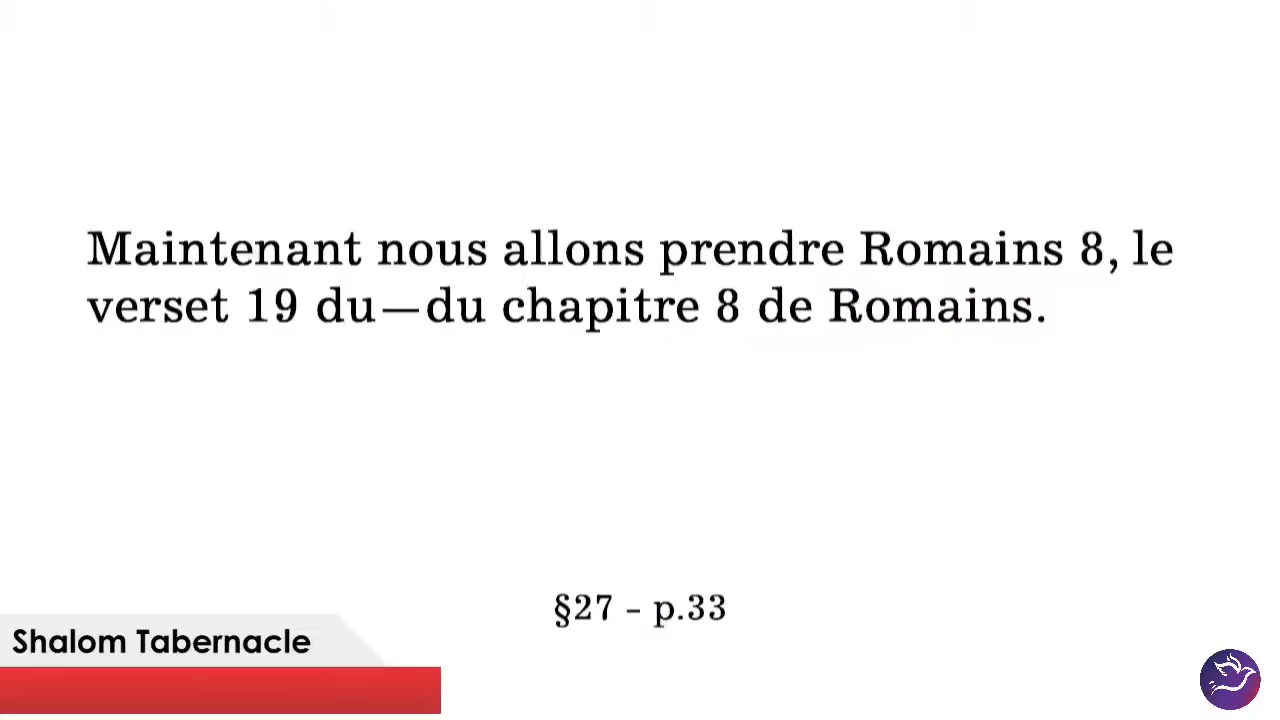 Maintenant nous allons prendre Romains 8, le
verset 19 du—du chapitre 8 de Romains.
§27 - p.33
Shalom Tabernacle